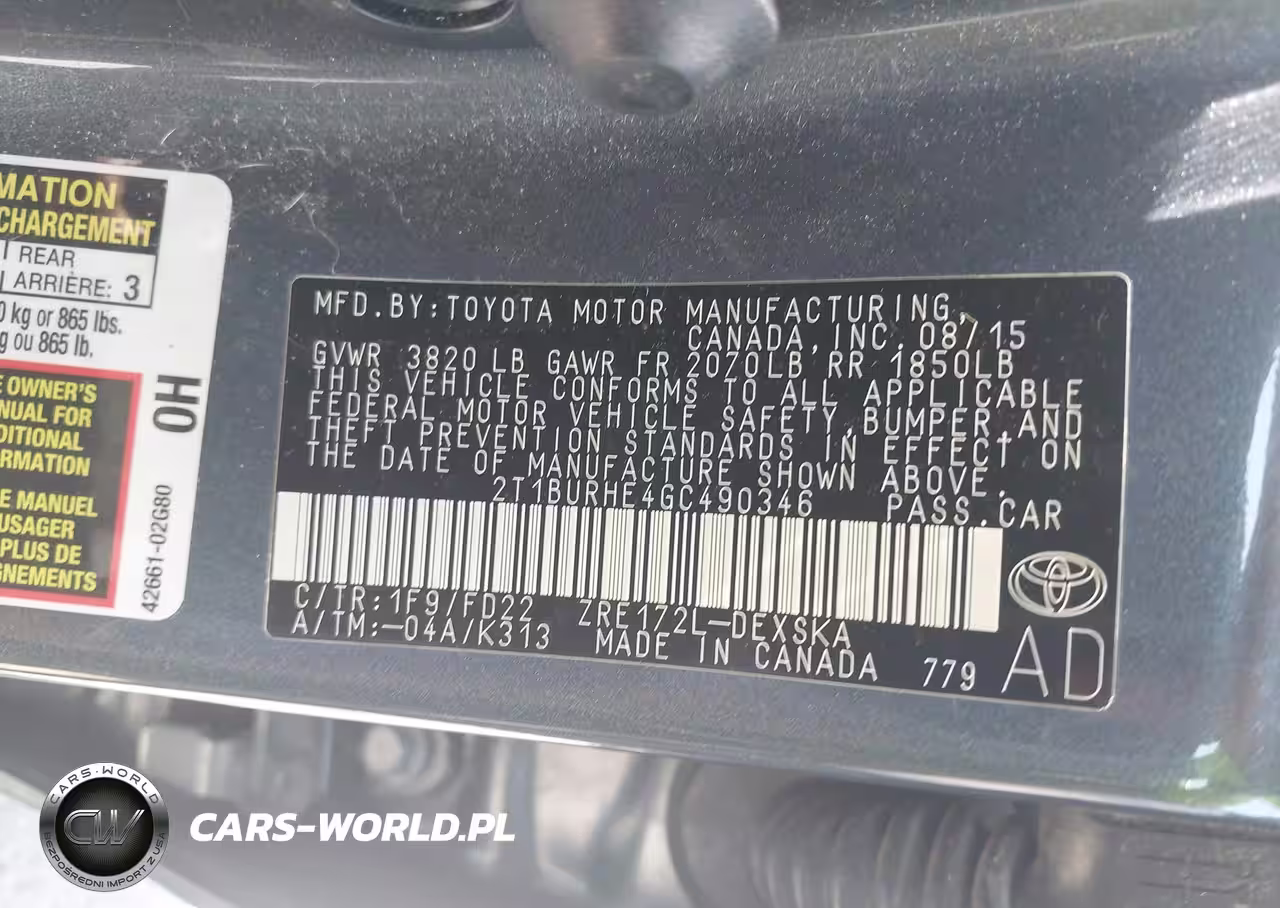 MATION
CHARGEMENT
REAR
ARRIÈRE: 3
0 kg or 865 lbs.
g ou 865 lb.
E OWNER'S
NUAL FOR
DITIONAL
RMATION
E MANUEL
USAGER
PLUS DE
GNEMENTS
OH
42661-02G80
MFD. BY: TOYOTA MOTOR MANUFACTURING,
CANADA, INC. 08/15
GVWR 3820 LB GAWR FR 2070LB RR 1850LB
THIS VEHICLE CONFORMS TO ALL APPLICABLE
FEDERAL MOTOR VEHICLE SAFETY, BUMPER, AND
THEFT PREVENTION STANDARDS IN EFFECT ON
THE DATE OF MANUFACTURE SHOWN ABOVE.
2T1BURHE4GC490346 PASS. CAR
C/TR: 1F9/FD22 ZRE172L-DEXSKA
A/TM:-04A/K313 MADE IN CANADA 779 AD
CARS-WORLD
CW
BEZPOŚREDNI IMPORT Z USA
CARS-WORLD.PL